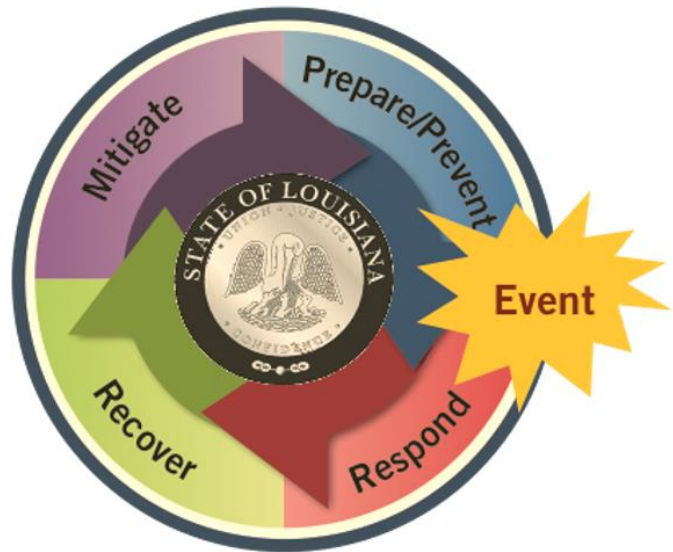 Mitigate
Prepare/Prevent
Event
Respond
Recover
STATE OF LOUISIANA
UNION · JUSTICE
CONFIDENCE